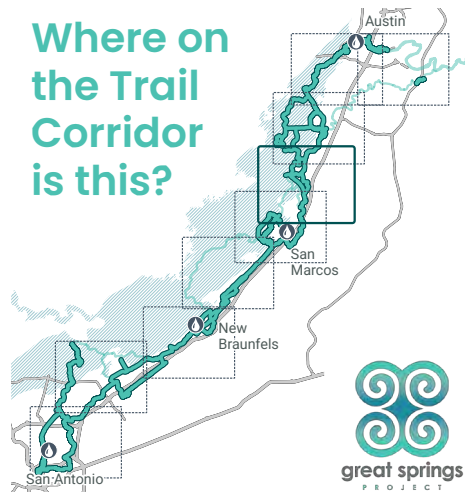 Where on
the Trail
Corridor
is this?
Austin
San
Marcos
New
Braunfels
San Antonio
great springs
PROJECT